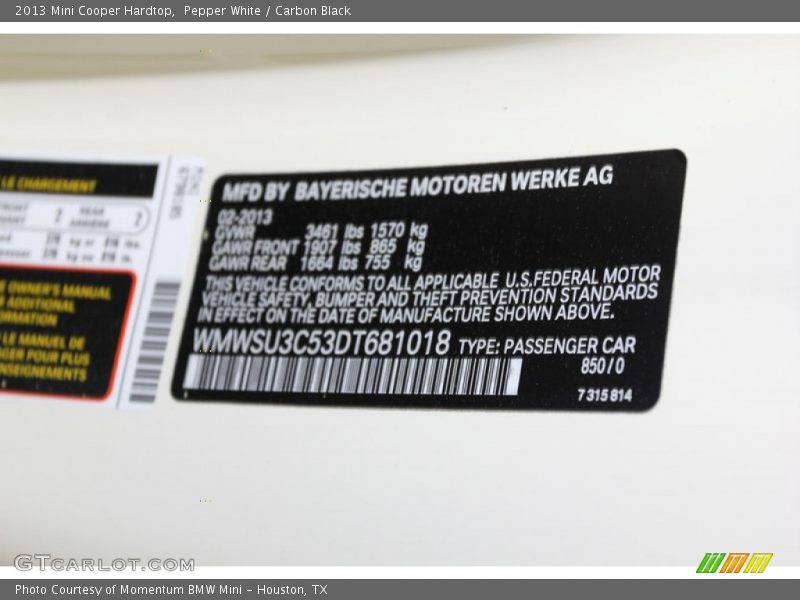 2013 Mini Cooper Hardtop,  Pepper White / Carbon Black
LE CHARGEMENT
OWNER'S MANUAL
ADDITIONAL
LE MANUEL DE
POUR PLUS
MFD BY BAYERISCHE MOTOREN WERKE AG
02-2013
GVWR 3461 lbs 1570 kg
GAWR FRONT 1907 lbs 865 kg
GAWR REAR 1664 lbs 755 kg
THIS VEHICLE CONFORMS TO ALL APPLICABLE U.S.FEDERAL MOTOR
VEHICLE SAFETY, BUMPER AND THEFT PREVENTION STANDARDS
IN EFFECT ON THE DATE OF MANUFACTURE SHOWN ABOVE.
WMWSU3C53DT681018 TYPE: PASSENGER CAR
850/0
7 315 814
GTCARLOT.COM
Photo Courtesy of Momentum BMW Mini - Houston, TX